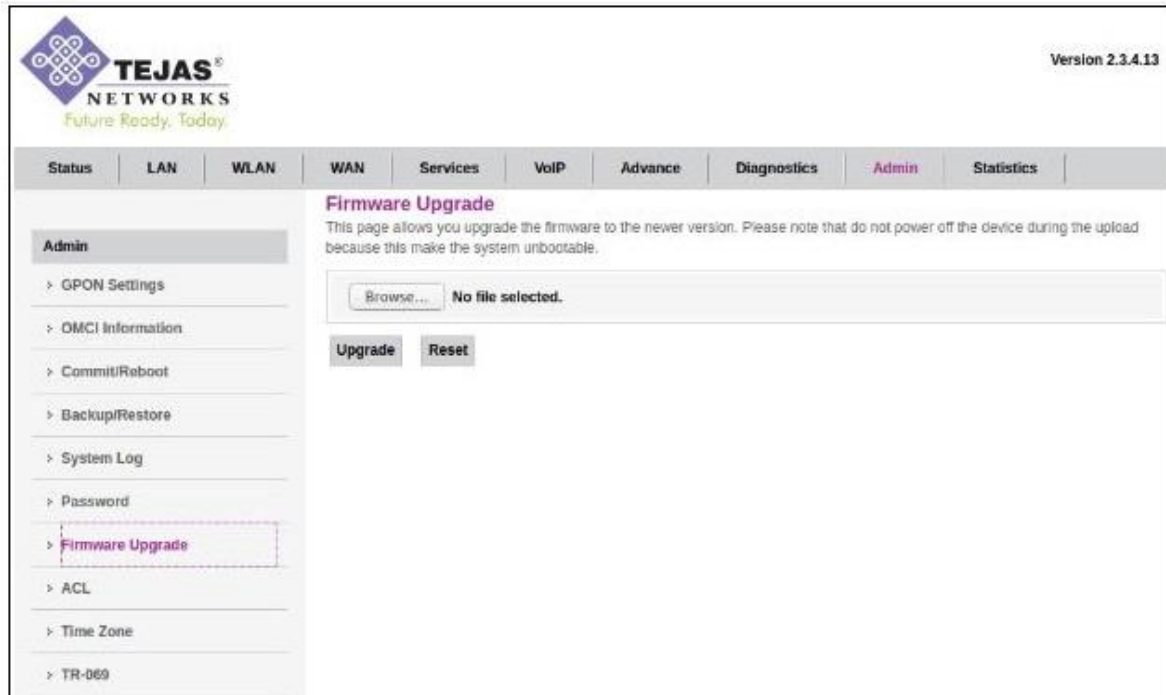 TEJAS®
NETWORKS
Future Ready, Today.
Version 2.3.4.13
Status LAN WLAN WAN Services VoIP Advance Diagnostics Admin Statistics
Admin
GPON Settings
OMCI Information
Commit/Reboot
Backup/Restore
System Log
Password
Firmware Upgrade
ACL
Time Zone
TR-069
Firmware Upgrade
This page allows you upgrade the firmware to the newer version. Please note that do not power off the device during the upload
because this make the system unbootable.
Browse... No file selected.
Upgrade Reset